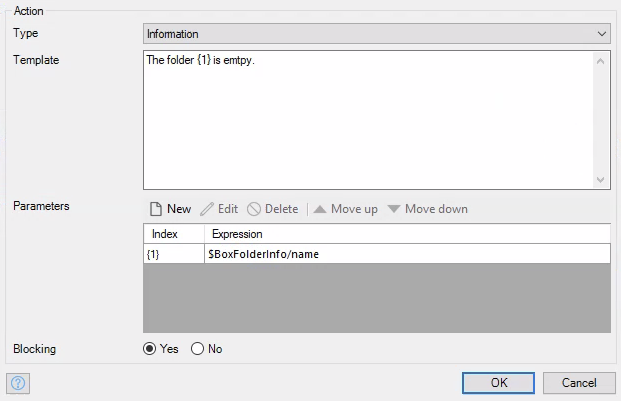 Action
Type
Information
Template
The folder {1} is emtpy.
Parameters
New Edit Delete Move up Move down
Index Expression
{1} $BoxFolderInfo/name
Blocking
Yes No
?
OK Cancel